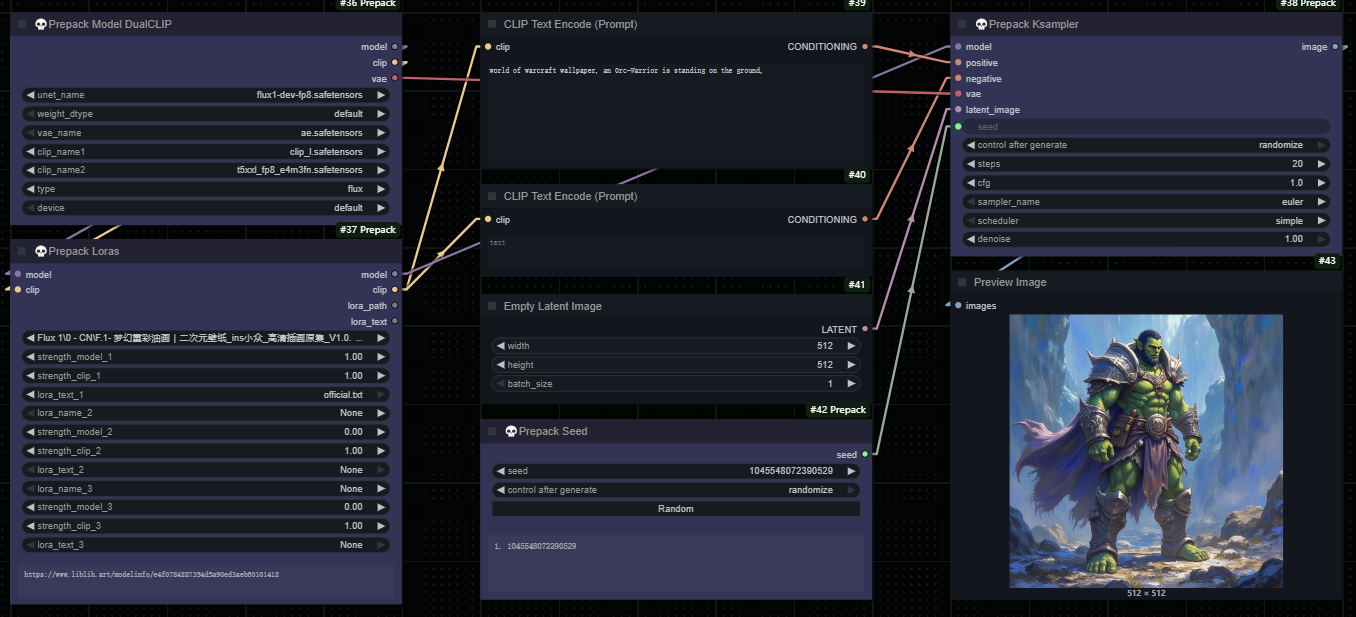 #36 Prepack
💀Prepack Model DualCLIP
model
clip
vae
unet_name flux1-dev-fp8.safetensors
weight_dtype default
vae_name ae.safetensors
clip_name1 clip_l.safetensors
clip_name2 t5xxl_fp8_e4m3fn.safetensors
type flux
device default
#37 Prepack
💀Prepack Loras
model model
clip clip
lora_path
lora_text
Flux 1\0 - CN\F.1- 梦幻重彩油画｜二次元壁纸_ins小众_高清插画原集_V1.0. ...
strength_model_1 1.00
strength_clip_1 1.00
lora_text_1 official.txt
lora_name_2 None
strength_model_2 0.00
strength_clip_2 1.00
lora_text_2 None
lora_name_3 None
strength_model_3 0.00
strength_clip_3 1.00
lora_text_3 None
#39
CLIP Text Encode (Prompt)
clip CONDITIONING
world of warcraft wallpaper, an Orc-Warrior is standing on the ground,
#40
CLIP Text Encode (Prompt)
clip CONDITIONING
text
#41
Empty Latent Image
LATENT
width 512
height 512
batch_size 1
#42 Prepack
💀Prepack Seed
seed
seed 1045548072390529
control after generate randomize
Random
1. 1045548072390529
#38 Prepack
💀Prepack Ksampler
model image
positive
negative
vae
latent_image
seed
control after generate randomize
steps 20
cfg 1.0
sampler_name euler
scheduler simple
denoise 1.00
#43
Preview Image
images
512 × 512